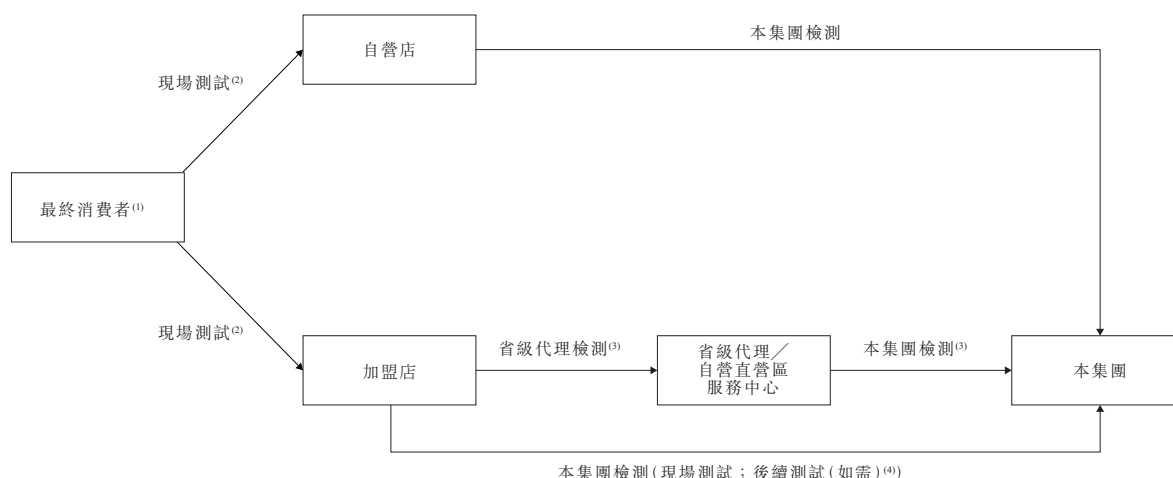 自營店
本集團檢測
現場測試(2)
最終消費者(1)
現場測試(2)
加盟店
省級代理檢測(3)
省級代理／
自營直營區
服務中心
本集團檢測(3)
本集團
本集團檢測(現場測試；後續測試(如需)(4))